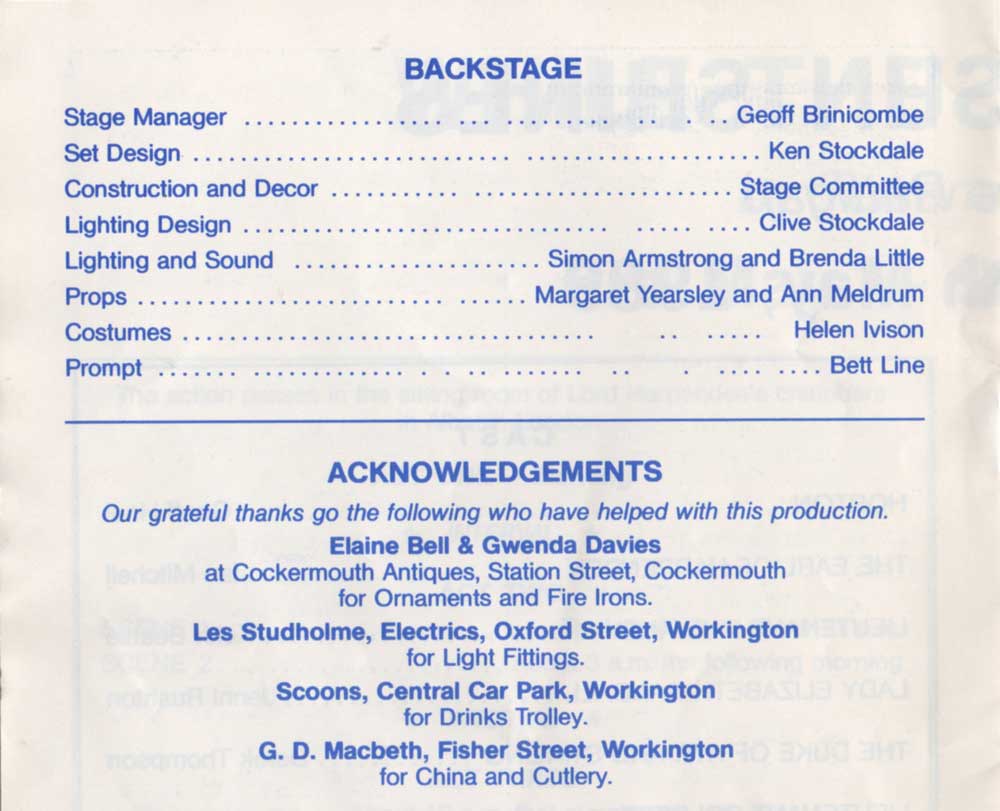 BACKSTAGE
Stage Manager ........................................ Geoff Brinicombe
Set Design ........................................ Ken Stockdale
Construction and Decor ........................................ Stage Committee
Lighting Design ........................................ Clive Stockdale
Lighting and Sound ........................................ Simon Armstrong and Brenda Little
Props ........................................ Margaret Yearsley and Ann Meldrum
Costumes ........................................ Helen Ivison
Prompt ........................................ Bett Line
ACKNOWLEDGEMENTS
Our grateful thanks go the following who have helped with this production.
Elaine Bell & Gwenda Davies
at Cockermouth Antiques, Station Street, Cockermouth
for Ornaments and Fire Irons.
Les Studholme, Electrics, Oxford Street, Workington
for Light Fittings.
Scoons, Central Car Park, Workington
for Drinks Trolley.
G. D. Macbeth, Fisher Street, Workington
for China and Cutlery.